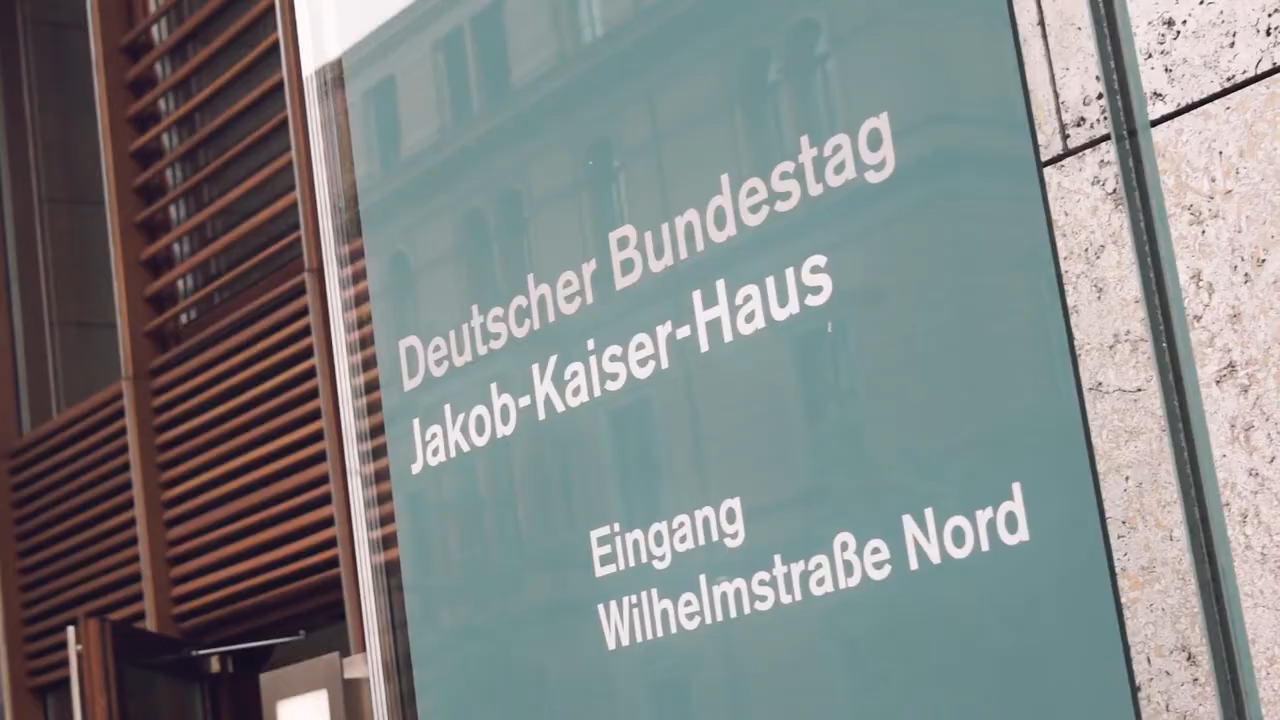 Deutscher Bundestag
Jakob-Kaiser-Haus
Eingang
Wilhelmstraße Nord